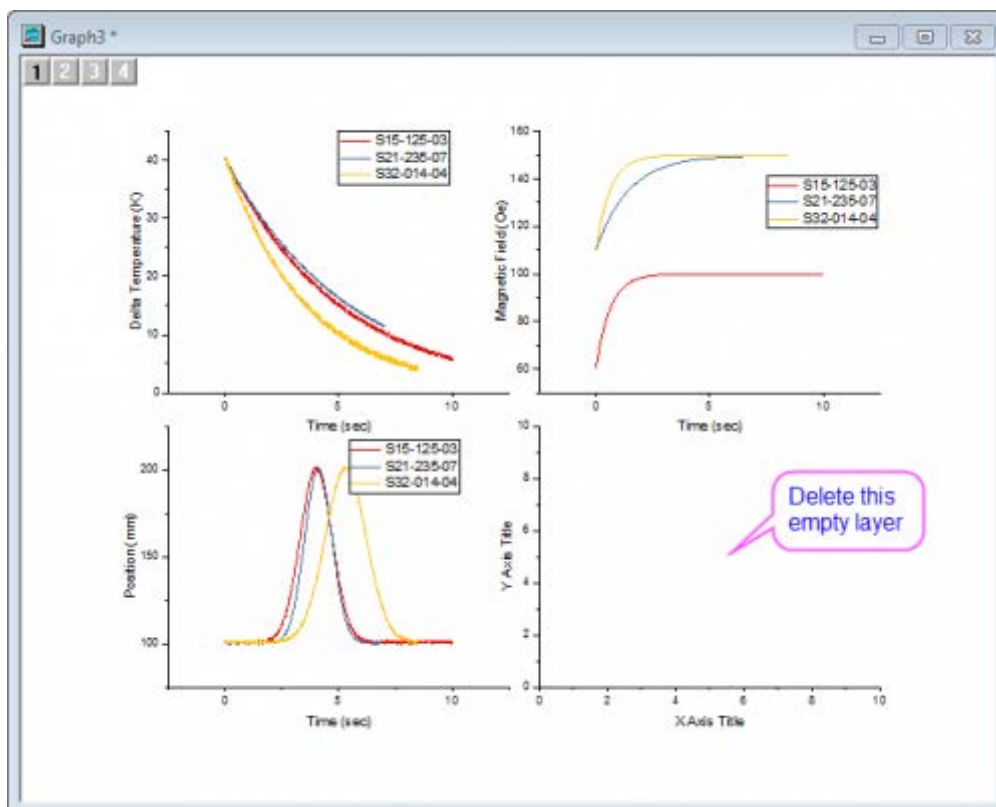 Graph3 *
1 2 3 4
S15-125-03
S21-235-07
S32-014-04
40
30
20
10
0
Delta Temperature (K)
0 5 10
Time (sec)
160
140
120
100
80
60
Magnetic Field (Oe)
S15-125-03
S21-235-07
S32-014-04
0 5 10
Time (sec)
S15-125-03
S21-235-07
S32-014-04
200
150
100
Position (mm)
0 5 10
Time (sec)
10
8
6
4
2
0
Y Axis Title
Delete this
empty layer
0 2 4 6 8 10
X Axis Title